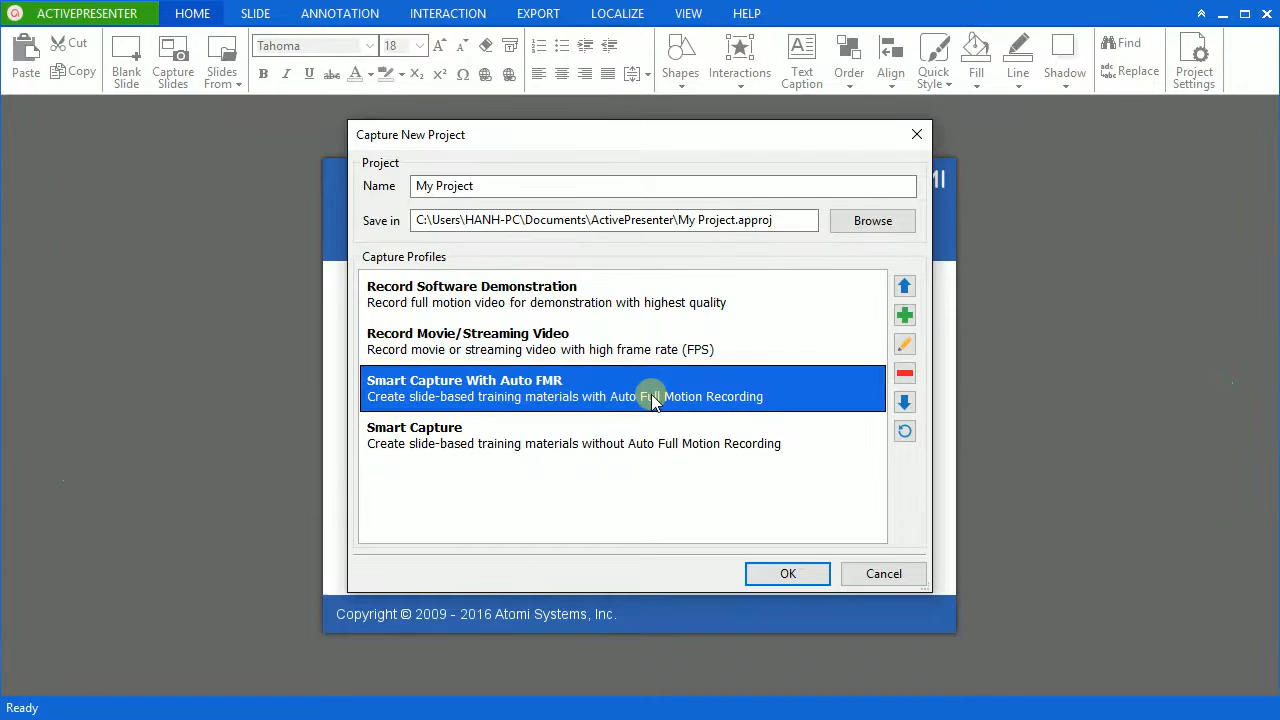 ACTIVEPRESENTER HOME SLIDE ANNOTATION INTERACTION EXPORT LOCALIZE VIEW HELP
Paste
Cut
Copy
Blank Slide
Capture Slides
Slides From
Tahoma 18
B I U abc A X₂ X² Ω
Shapes
Interactions
Text Caption
Order
Align
Quick Style
Fill
Line
Shadow
Find
Replace
Project Settings
Capture New Project
Project
Name My Project
Save in C:\Users\HANH-PC\Documents\ActivePresenter\My Project.approj Browse
Capture Profiles
Record Software Demonstration
Record full motion video for demonstration with highest quality
Record Movie/Streaming Video
Record movie or streaming video with high frame rate (FPS)
Smart Capture With Auto FMR
Create slide-based training materials with Auto Full Motion Recording
Smart Capture
Create slide-based training materials without Auto Full Motion Recording
OK Cancel
Copyright © 2009 - 2016 Atomi Systems, Inc.
Ready